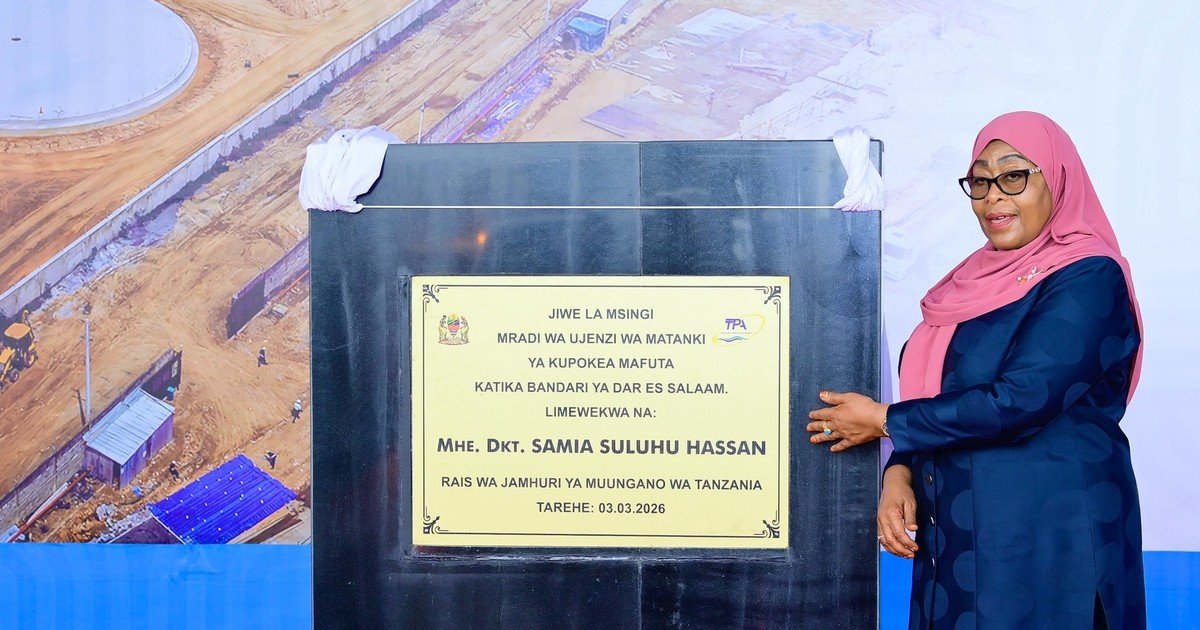 JIWE LA MSINGI
MRADI WA UJENZI WA MATANKI
TPA
YA KUPOKEA MAFUTA
KATIKA BANDARI YA DAR ES SALAAM.
LIMEWEKWA NA:
MHE. DKT. SAMIA SULUHU HASSAN
RAIS WA JAMHURI YA MUUNGANO WA TANZANIA
TAREHE: 03.03.2026